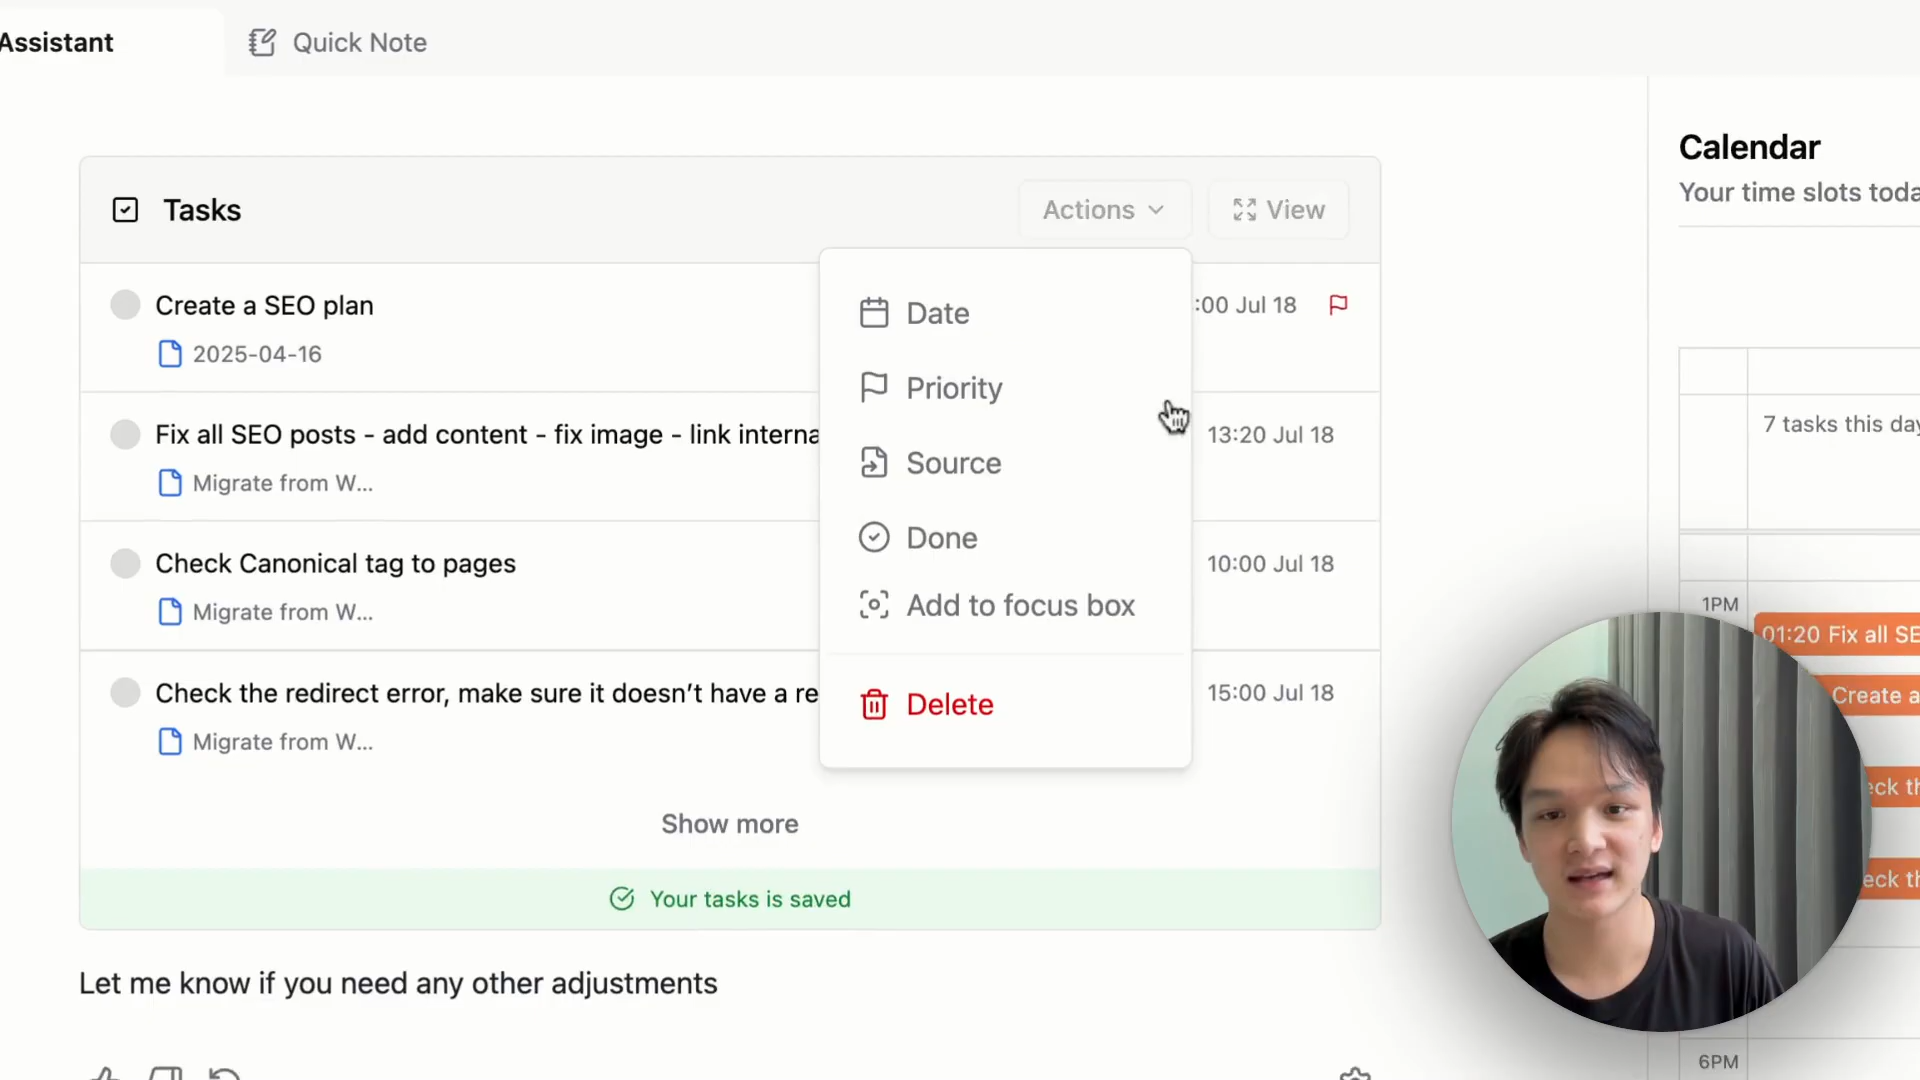 Assistant
Quick Note
Tasks
Actions
View
Create a SEO plan
:00 Jul 18
2025-04-16
Fix all SEO posts - add content - fix image - link interna
13:20 Jul 18
Migrate from W...
Check Canonical tag to pages
10:00 Jul 18
Migrate from W...
Check the redirect error, make sure it doesn’t have a re
15:00 Jul 18
Migrate from W...
Date
Priority
Source
Done
Add to focus box
Delete
Show more
Your tasks is saved
Let me know if you need any other adjustments
Calendar
Your time slots toda
7 tasks this day
1PM
01:20 Fix all SE
Create a
eck th
eck th
6PM